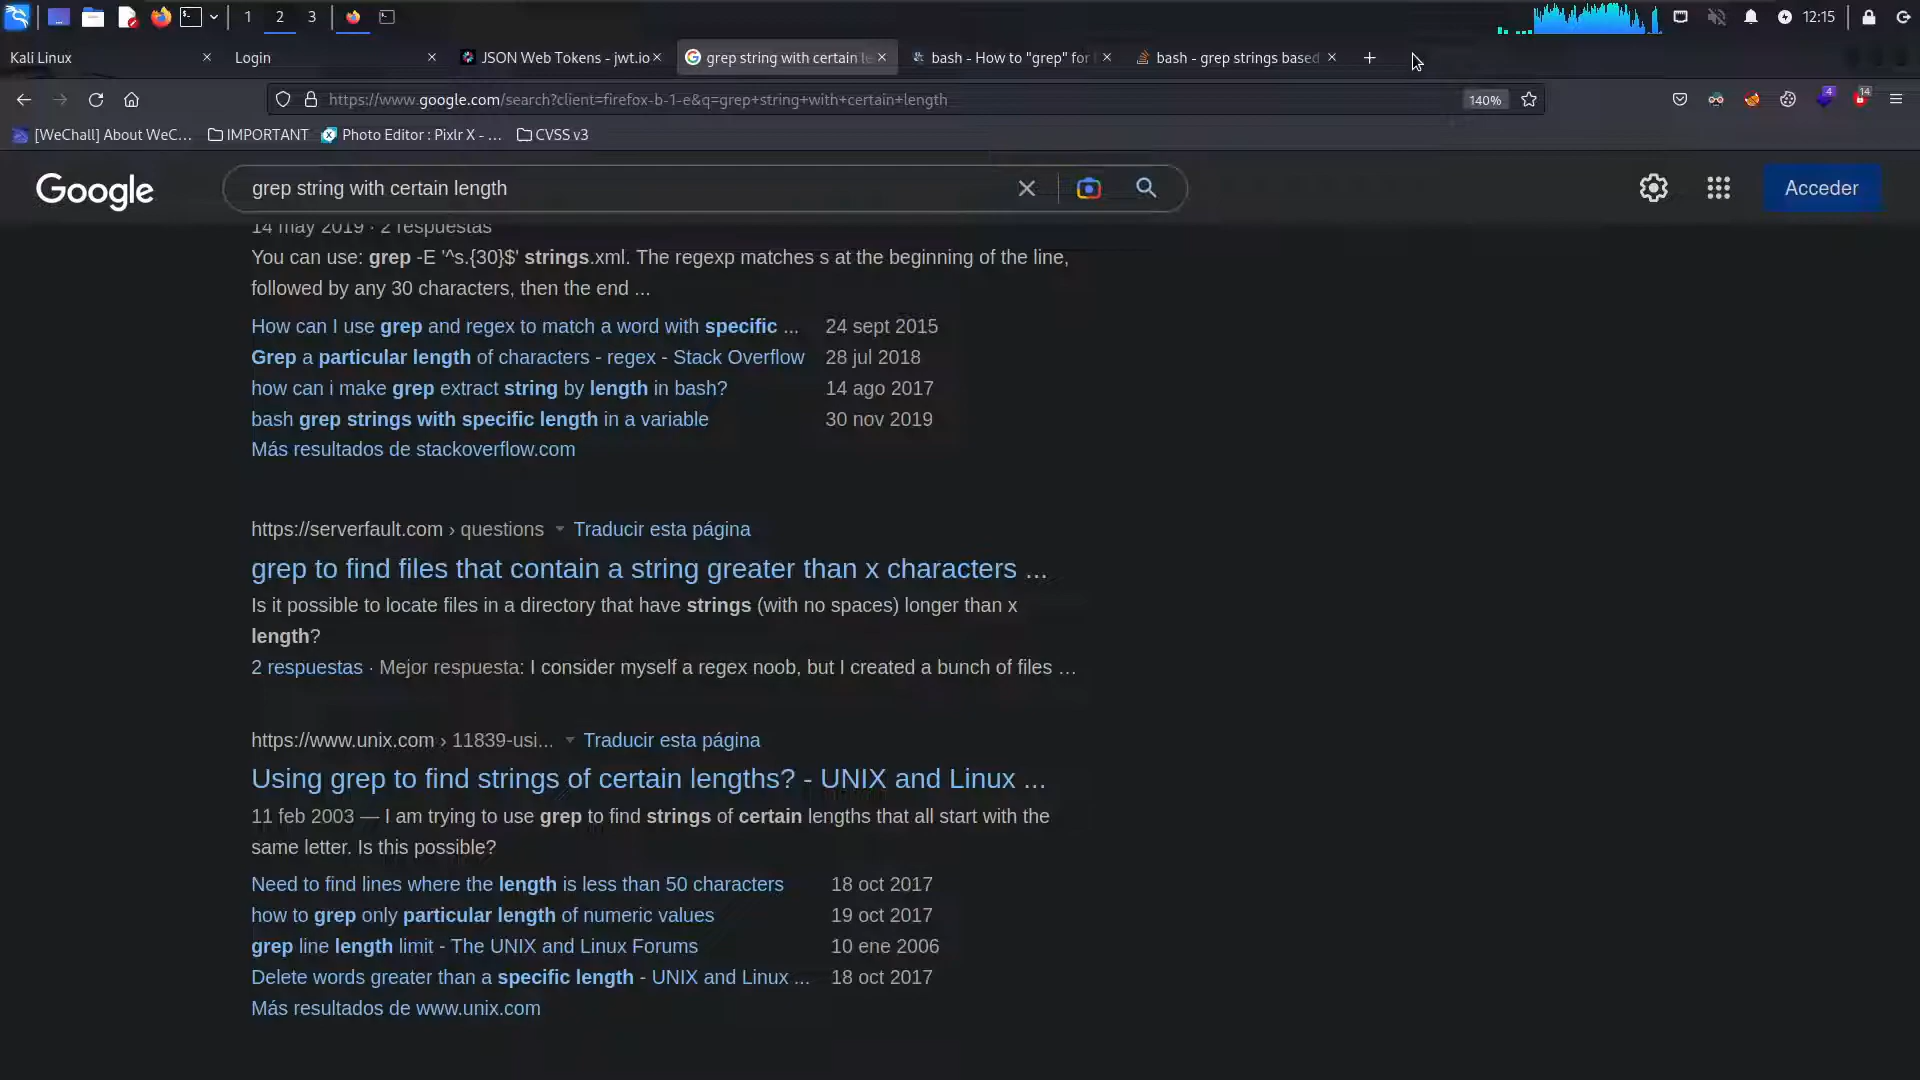 1 2 3 12:15
Kali Linux
Login
JSON Web Tokens - jwt.io
grep string with certain le
bash - How to "grep" for
bash - grep strings based
https://www.google.com/search?client=firefox-b-1-e&q=grep+string+with+certain+length
140%
4
14
[WeChall] About WeC...
IMPORTANT
Photo Editor : Pixlr X - ...
CVSS v3
Google
grep string with certain length
Acceder
14 may 2019 · 2 respuestas
You can use: grep -E '^s.{30}$' strings.xml. The regexp matches s at the beginning of the line,
followed by any 30 characters, then the end ...
How can I use grep and regex to match a word with specific ... 24 sept 2015
Grep a particular length of characters - regex - Stack Overflow 28 jul 2018
how can i make grep extract string by length in bash? 14 ago 2017
bash grep strings with specific length in a variable 30 nov 2019
Más resultados de stackoverflow.com
https://serverfault.com › questions Traducir esta página
grep to find files that contain a string greater than x characters ...
Is it possible to locate files in a directory that have strings (with no spaces) longer than x
length?
2 respuestas · Mejor respuesta: I consider myself a regex noob, but I created a bunch of files ...
https://www.unix.com › 11839-usi... Traducir esta página
Using grep to find strings of certain lengths? - UNIX and Linux ...
11 feb 2003 — I am trying to use grep to find strings of certain lengths that all start with the
same letter. Is this possible?
Need to find lines where the length is less than 50 characters 18 oct 2017
how to grep only particular length of numeric values 19 oct 2017
grep line length limit - The UNIX and Linux Forums 10 ene 2006
Delete words greater than a specific length - UNIX and Linux ... 18 oct 2017
Más resultados de www.unix.com